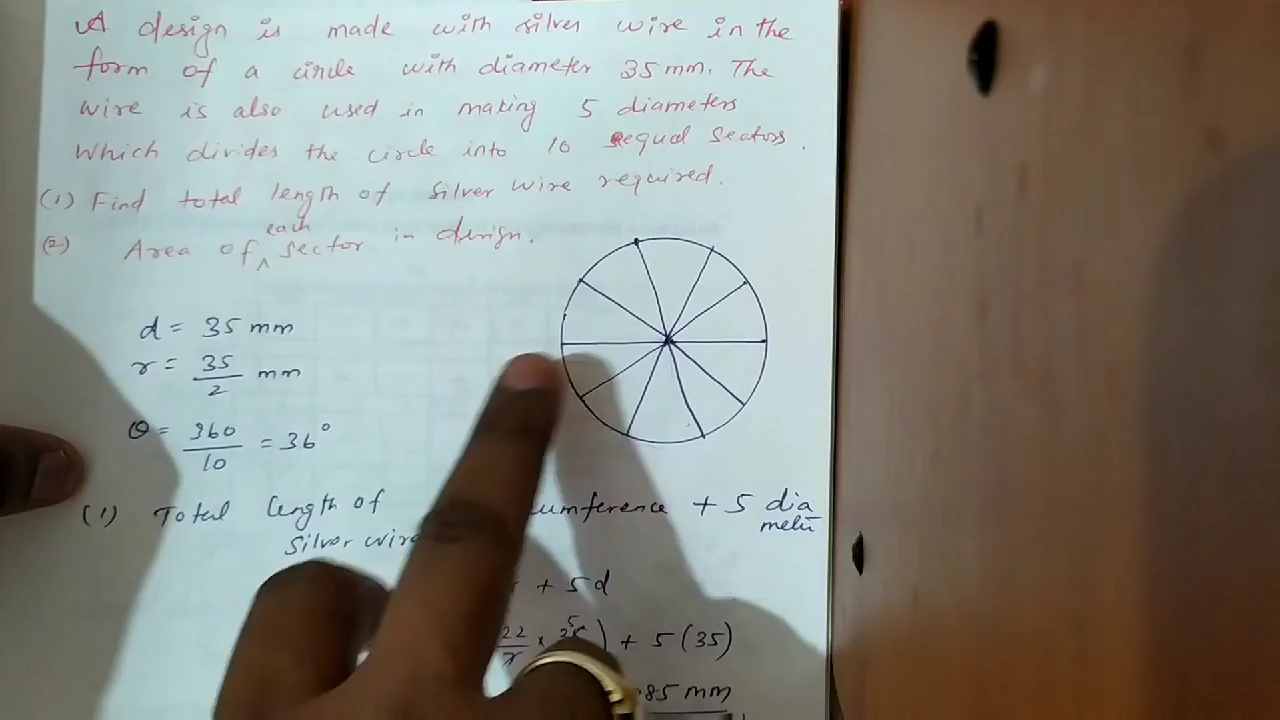 A design is made with silver wire in the
form of a circle with diameter 35 mm. The
wire is also used in making 5 diameters
Which divides the circle into 10 equal sectors.
(1) Find total length of silver wire required.
(2) Area of each sector in design.
d = 35 mm
r = 35/2 mm
θ = 360/10 = 36°
(1) Total length of + 5 diameter
Silver wire
+ 5d
22 × + 5 (35)
85 mm